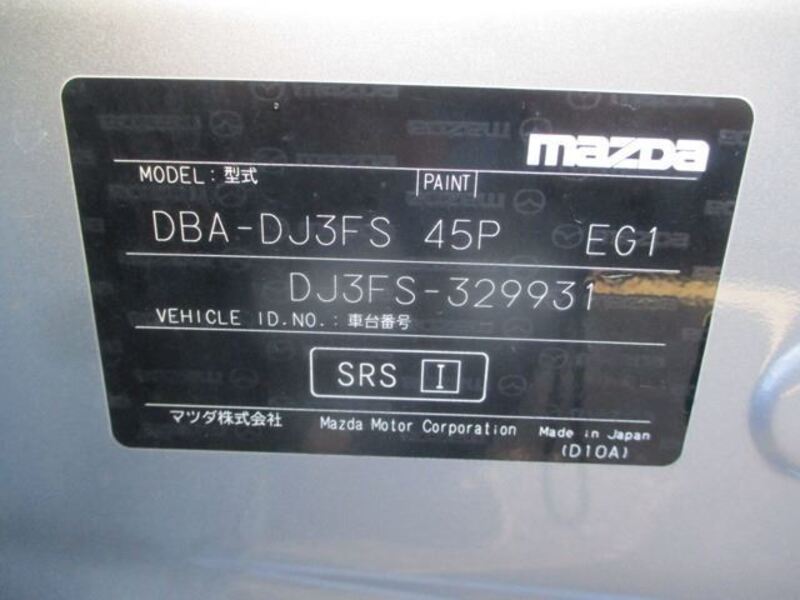 mazda
MODEL : 型式 PAINT
DBA-DJ3FS 45P EG1
DJ3FS-329931
VEHICLE ID.NO. : 車台番号
SRS I
マツダ株式会社 Mazda Motor Corporation Made in Japan
(D10A)